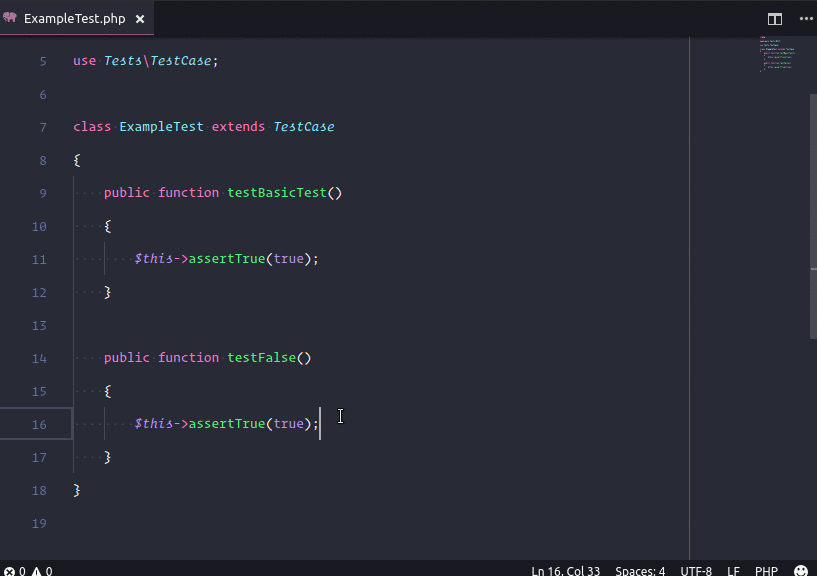 ExampleTest.php ×
5 use Tests\TestCase;
6
7 class ExampleTest extends TestCase
8 {
9 public function testBasicTest()
10 {
11 $this->assertTrue(true);
12 }
13
14 public function testFalse()
15 {
16 $this->assertTrue(true);
17 }
18 }
19
0 0 Ln 16, Col 33 Spaces: 4 UTF-8 LF PHP